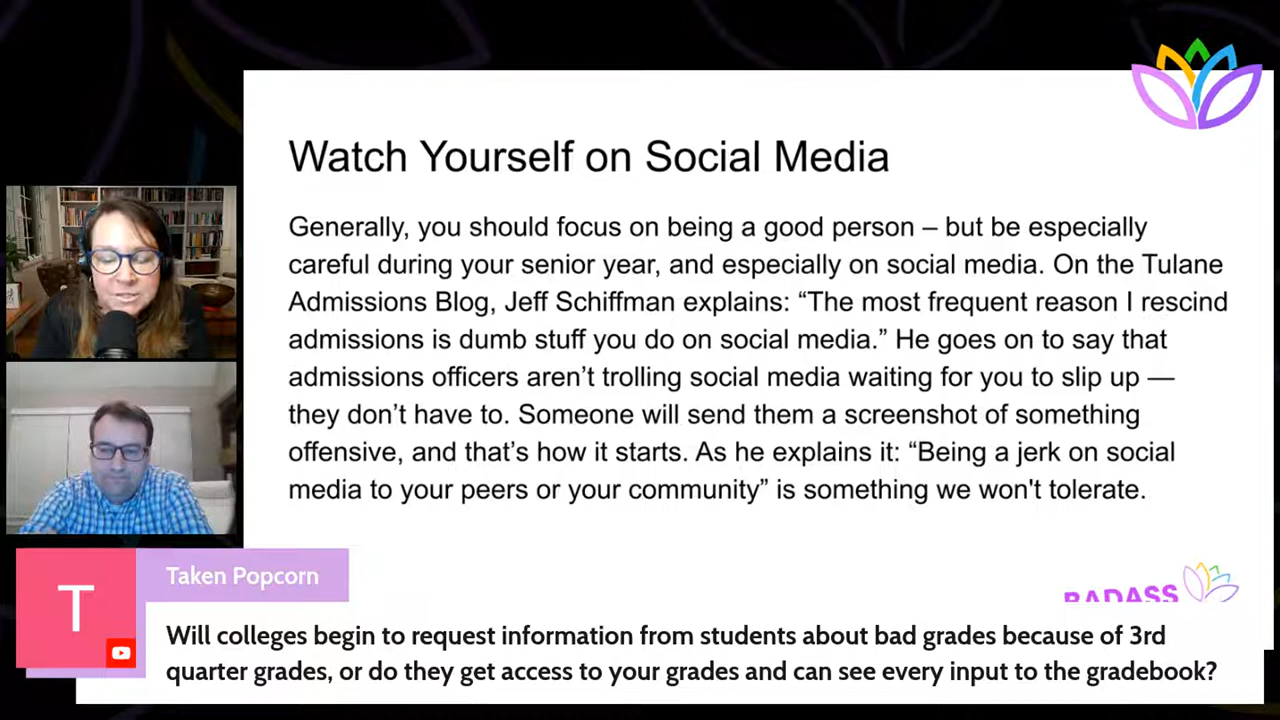 Watch Yourself on Social Media
Generally, you should focus on being a good person – but be especially
careful during your senior year, and especially on social media. On the Tulane
Admissions Blog, Jeff Schiffman explains: “The most frequent reason I rescind
admissions is dumb stuff you do on social media.” He goes on to say that
admissions officers aren’t trolling social media waiting for you to slip up —
they don’t have to. Someone will send them a screenshot of something
offensive, and that’s how it starts. As he explains it: “Being a jerk on social
media to your peers or your community” is something we won't tolerate.
BADASS
T
Taken Popcorn
Will colleges begin to request information from students about bad grades because of 3rd
quarter grades, or do they get access to your grades and can see every input to the gradebook?